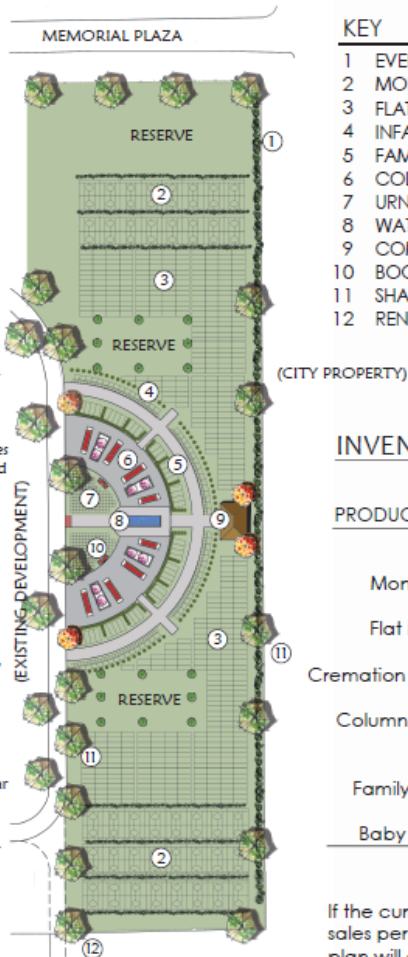 MEMORIAL PLAZA
RESERVE
1
2
3
RESERVE
4
5
6
7
8
9
10
3
11
RESERVE
11
2
12
(EXISTING DEVELOPMENT)
(CITY PROPERTY)
KEY
1 EVE
2 MO
3 FLAT
4 INFA
5 FAM
6 COL
7 URN
8 WAT
9 CO
10
11 SHA
12 REN
INVEN
PRODUC
Mon
Flat
Cremation
Column
Family
Baby
If the cur
sales per
plan will